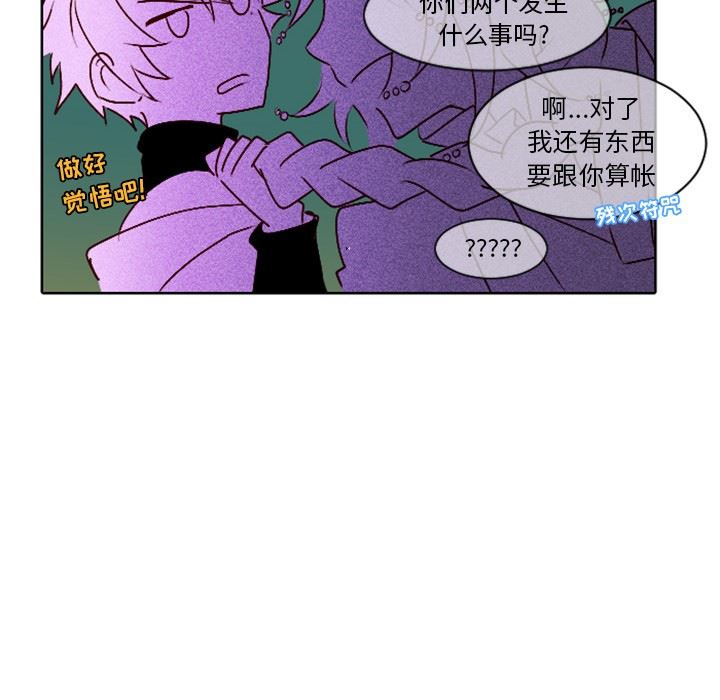 你们两个发生
什么事吗?
啊...对了
我还有东西
要跟你算帐
残次符咒
做好
觉悟吧!
?????